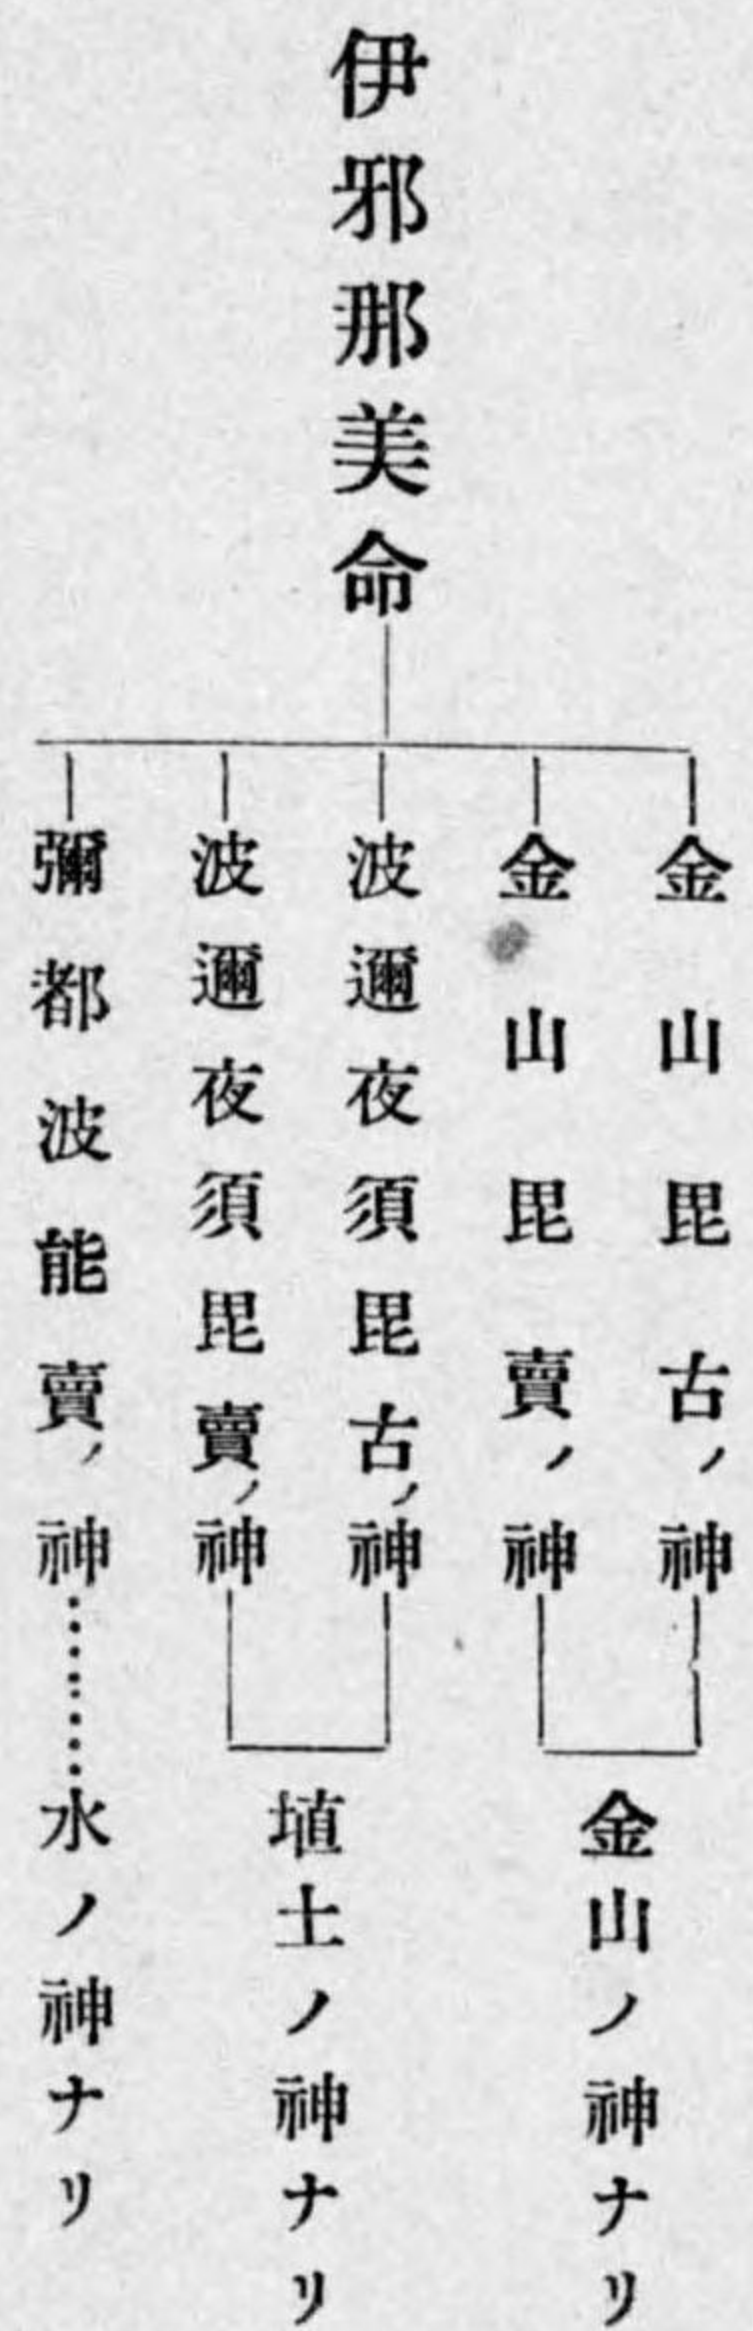 伊邪那美命
金山毘古ノ神
金山毘賣ノ神
波邇夜須毘古ノ神
波邇夜須毘賣ノ神
彌都波能賣ノ神
金山ノ神ナリ
埴土ノ神ナリ
水ノ神ナリ